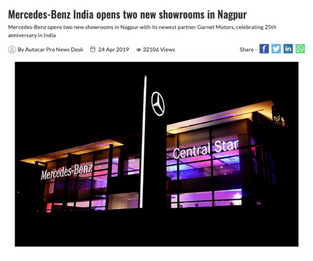 Mercedes-Benz India opens two new showrooms in Nagpur
Mercedes-Benz opens two new showrooms in Nagpur with its newest partner Garnet Motors, celebrating 25th
anniversary in India
By Autocar Pro News Desk 24 Apr 2019 32106 Views Share -
Mercedes-Benz
Central Star